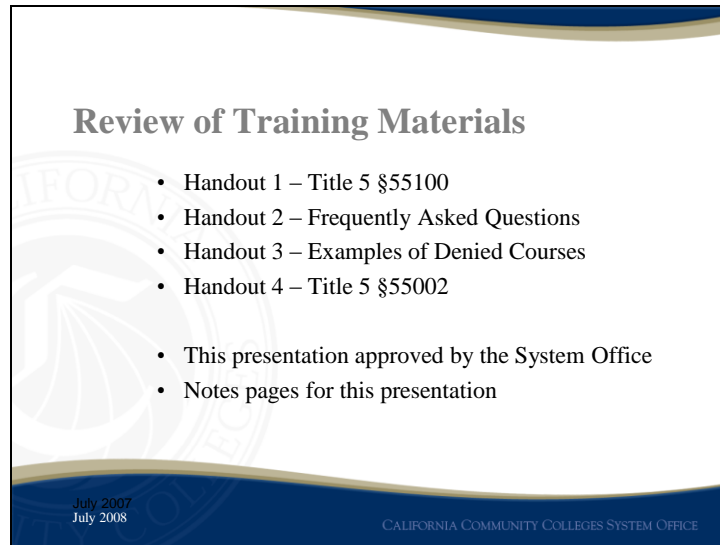 Review of Training Materials
• Handout 1 – Title 5 §55100
• Handout 2 – Frequently Asked Questions
• Handout 3 – Examples of Denied Courses
• Handout 4 – Title 5 §55002
• This presentation approved by the System Office
• Notes pages for this presentation
July 2007
July 2008
CALIFORNIA COMMUNITY COLLEGES SYSTEM OFFICE